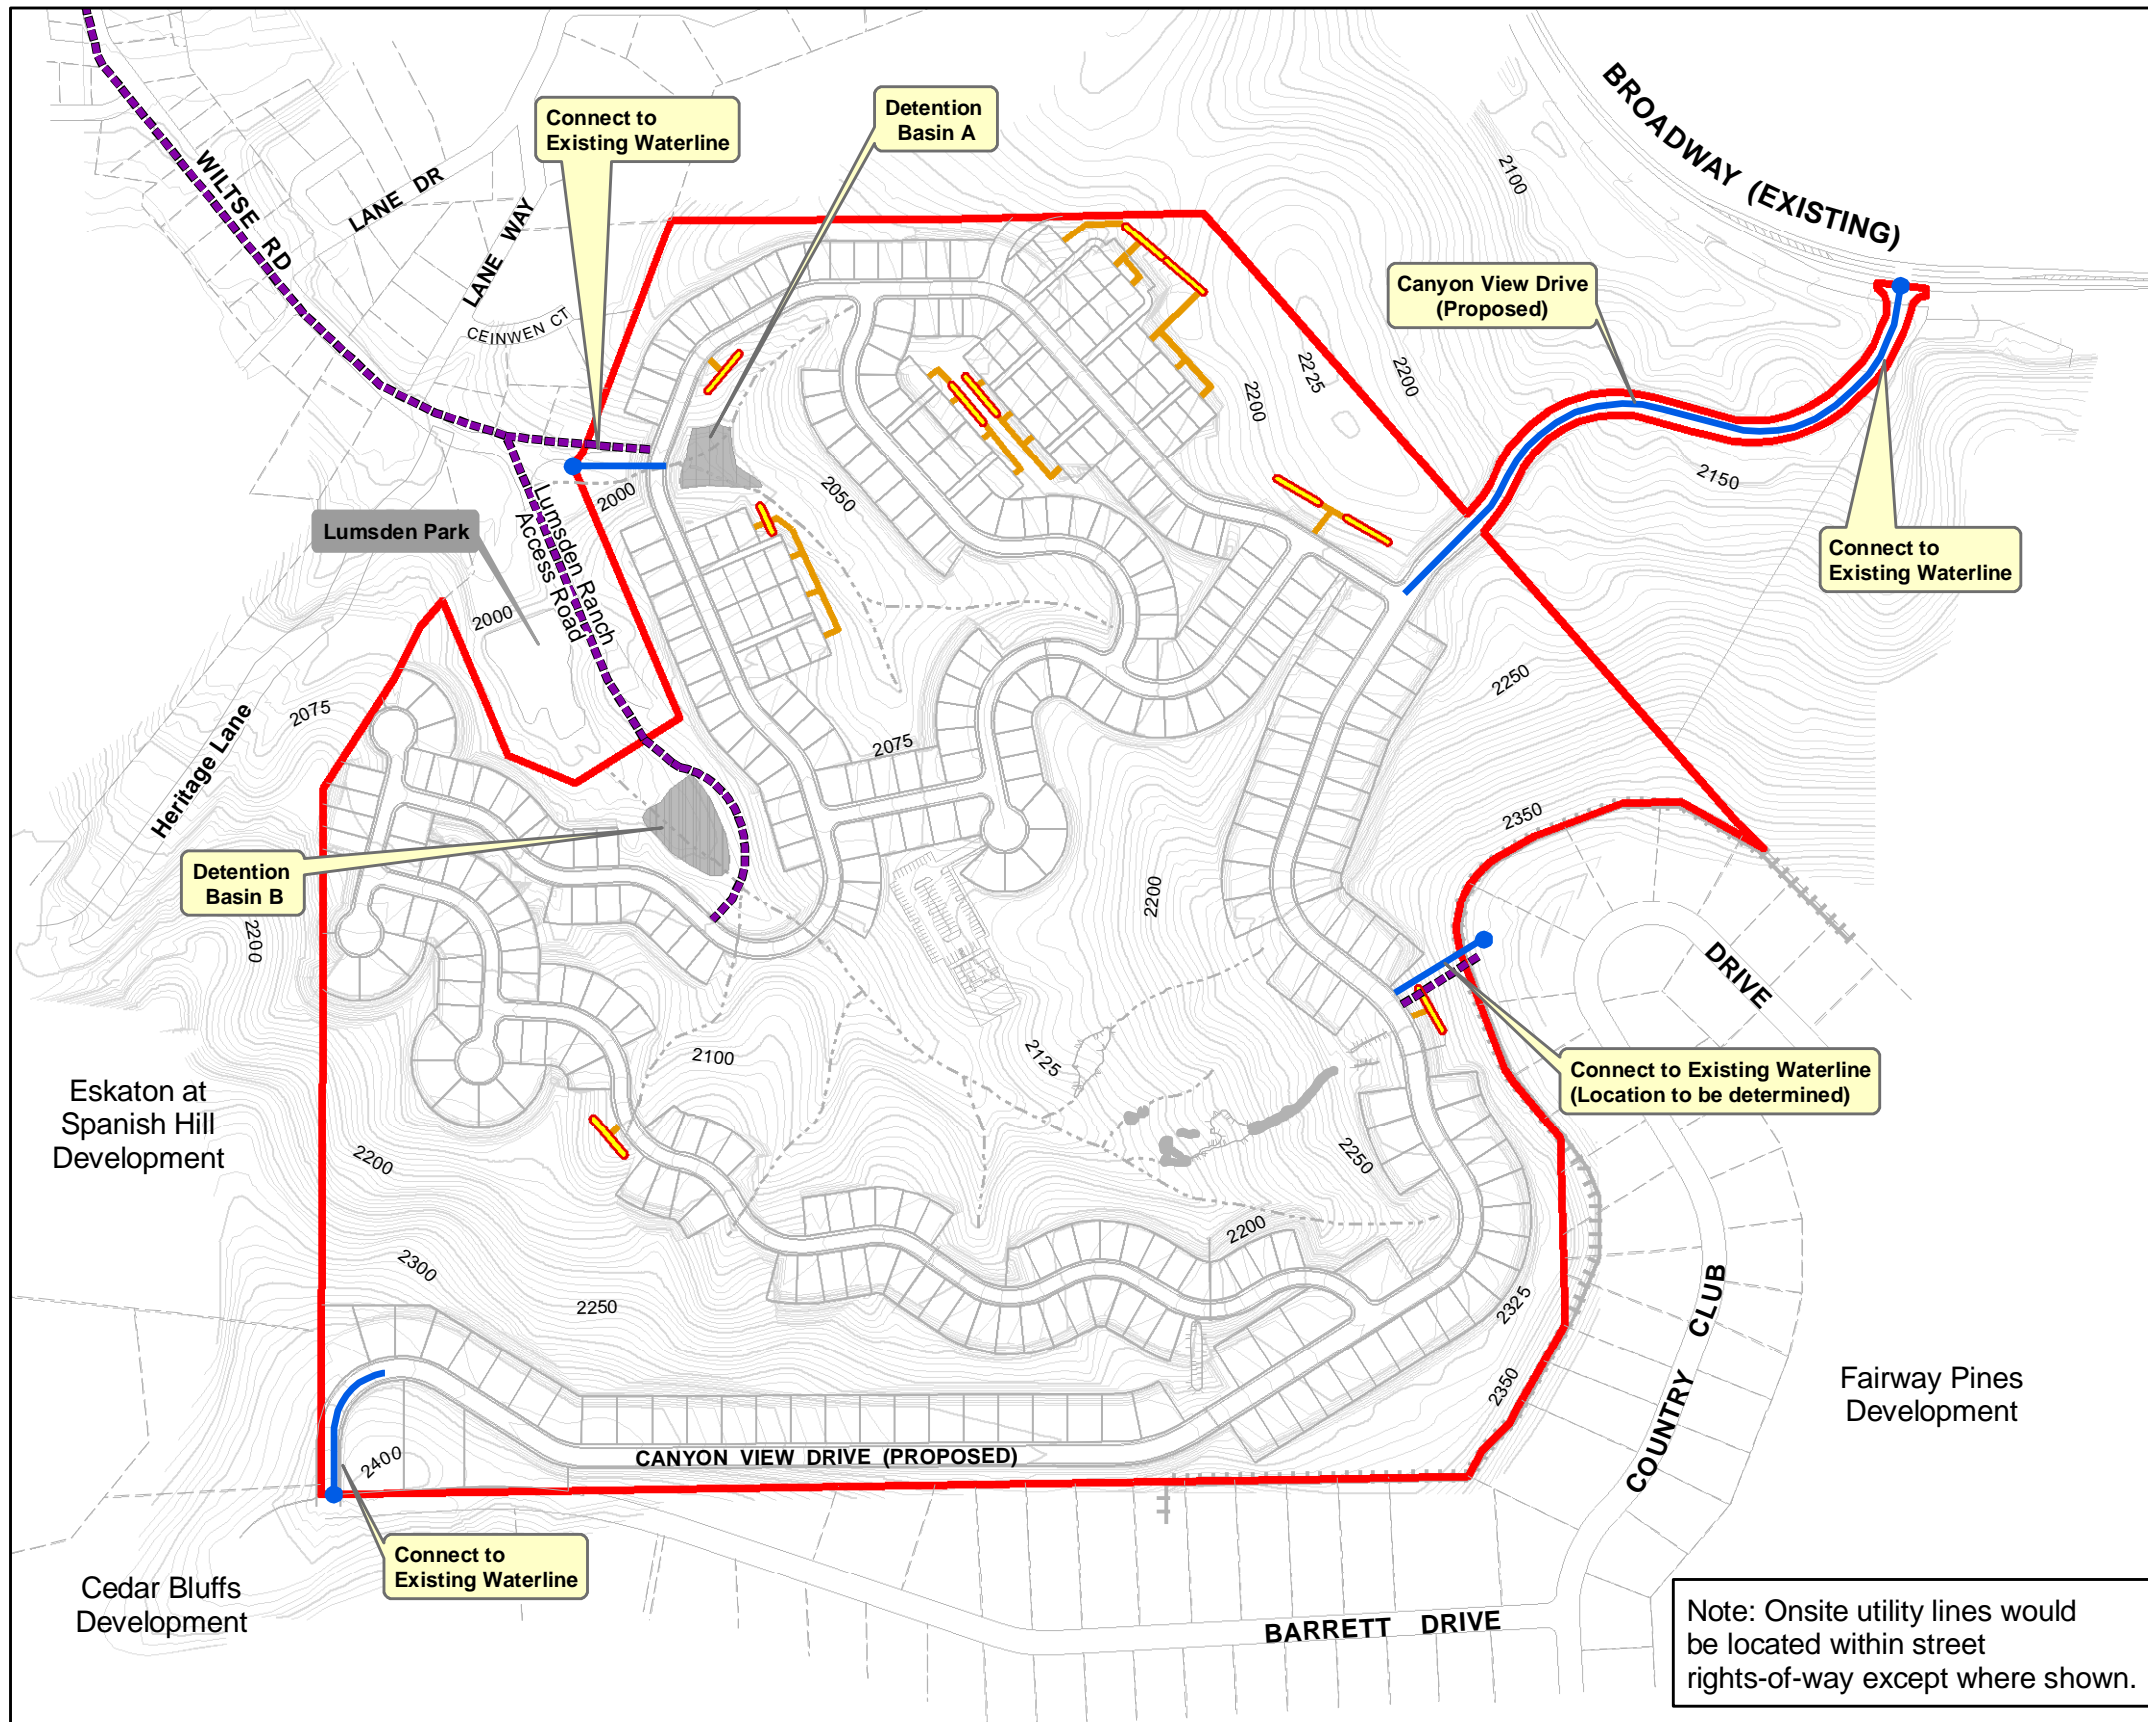 BROADWAY (EXISTING)
Connect to
Existing Waterline
Detention
Basin A
WILTSE RD
LANE DR
LANE WAY
CEINWEN CT
2100
Canyon View Drive
(Proposed)
2225
2200
2200
2150
2050
2000
Lumsden Park
Lumsden Ranch
Access Road
Connect to
Existing Waterline
2000
2075
Heritage Lane
2250
2075
2350
Detention
Basin B
2200
2200
DRIVE
2100
2125
Connect to Existing Waterline
(Location to be determined)
Eskaton at
Spanish Hill
Development
2200
2250
2200
2300
2250
2325
2350
COUNTRY CLUB
Fairway Pines
Development
2400
CANYON VIEW DRIVE (PROPOSED)
Connect to
Existing Waterline
Cedar Bluffs
Development
BARRETT DRIVE
Note: Onsite utility lines would
be located within street
rights-of-way except where shown.